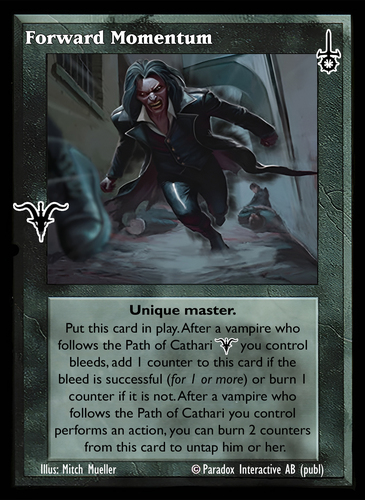 Forward Momentum
Unique master.
Put this card in play. After a vampire who
follows the Path of Cathari you control
bleeds, add 1 counter to this card if the
bleed is successful (for 1 or more) or burn 1
counter if it is not. After a vampire who
follows the Path of Cathari you control
performs an action, you can burn 2 counters
from this card to untap him or her.
Illus: Mitch Mueller © Paradox Interactive AB (publ)